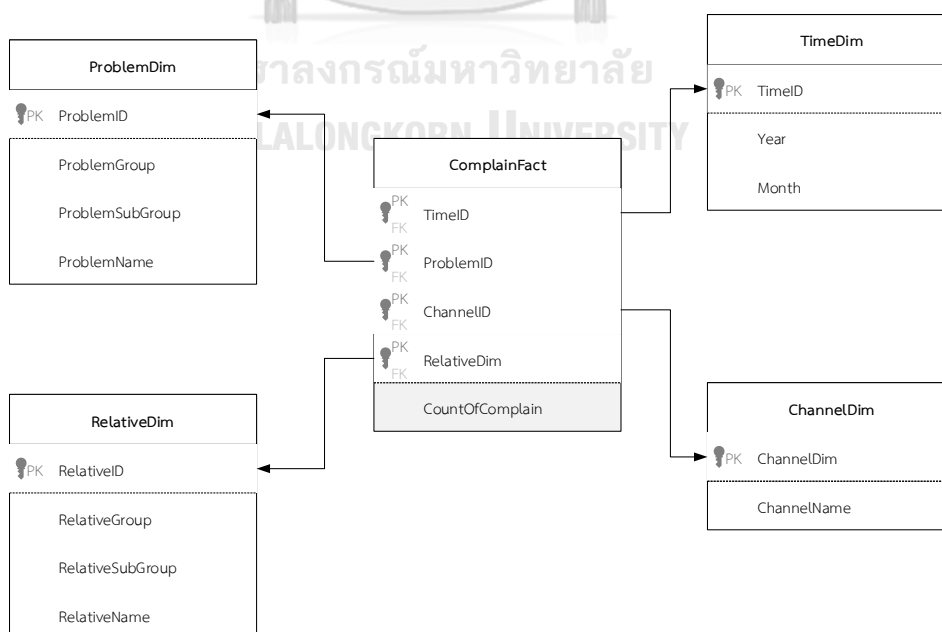 จุฬาลงกรณ์มหาวิทยาลัย
LALONGKORN UNIVERSITY
ProblemDim
PK ProblemID
ProblemGroup
ProblemSubGroup
ProblemName
ComplainFact
PK
FK
TimeID
PK
FK
ProblemID
PK
FK
ChannelID
PK
FK
RelativeDim
CountOfComplain
TimeDim
PK TimeID
Year
Month
RelativeDim
PK RelativeID
RelativeGroup
RelativeSubGroup
RelativeName
ChannelDim
PK ChannelDim
ChannelName